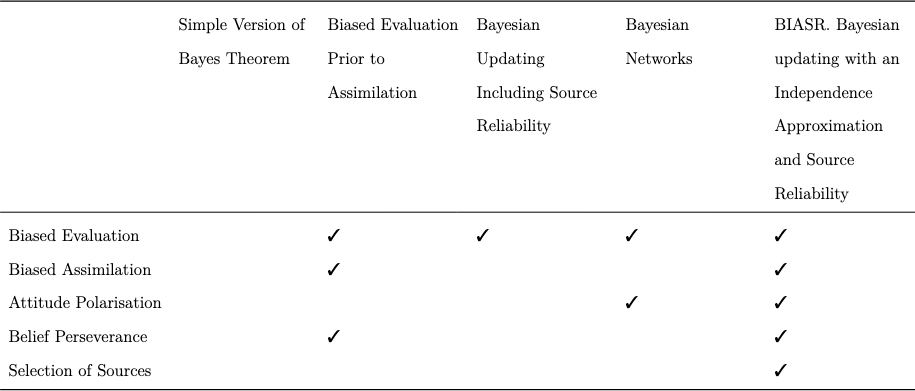 Simple Version of Biased Evaluation Bayesian Bayesian BIASR. Bayesian
Bayes Theorem Prior to Updating Networks updating with an
Assimilation Including Source Independence
Reliability Approximation
and Source
Reliability
Biased Evaluation ✓ ✓ ✓ ✓
Biased Assimilation ✓ ✓
Attitude Polarisation ✓ ✓
Belief Perseverance ✓ ✓
Selection of Sources ✓